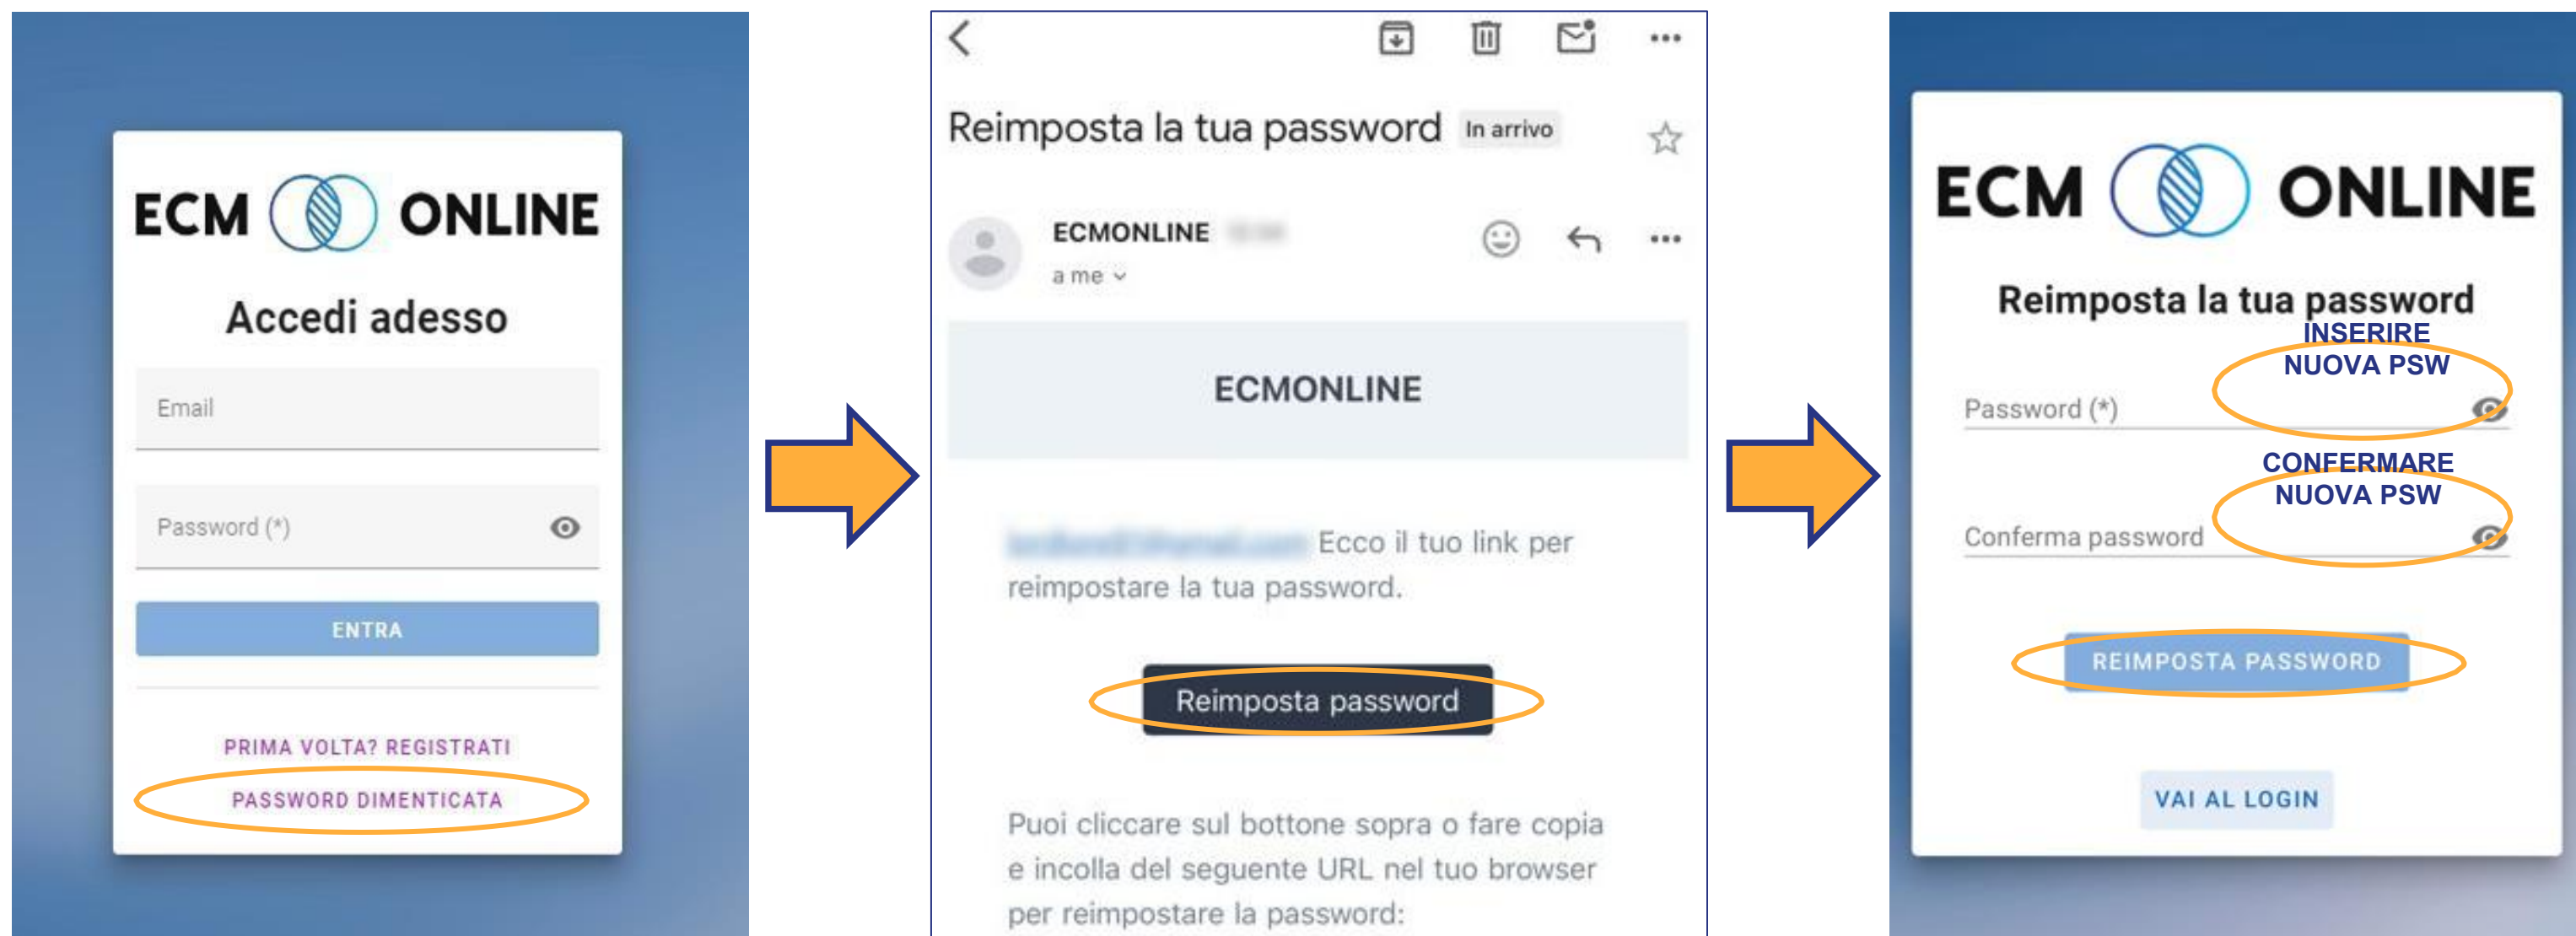 ECM ONLINE
Accedi adesso
Email
Password (*)
ENTRA
PRIMA VOLTA? REGISTRATI
PASSWORD DIMENTICATA
Reimposta la tua password In arrivo
ECMONLINE
a me
ECMONLINE
Ecco il tuo link per
reimpostare la tua password.
Reimposta password
Puoi cliccare sul bottone sopra o fare copia
e incolla del seguente URL nel tuo browser
per reimpostare la password:
ECM ONLINE
Reimposta la tua password
INSERIRE
NUOVA PSW
Password (*)
CONFERMARE
NUOVA PSW
Conferma password
REIMPOSTA PASSWORD
VAI AL LOGIN